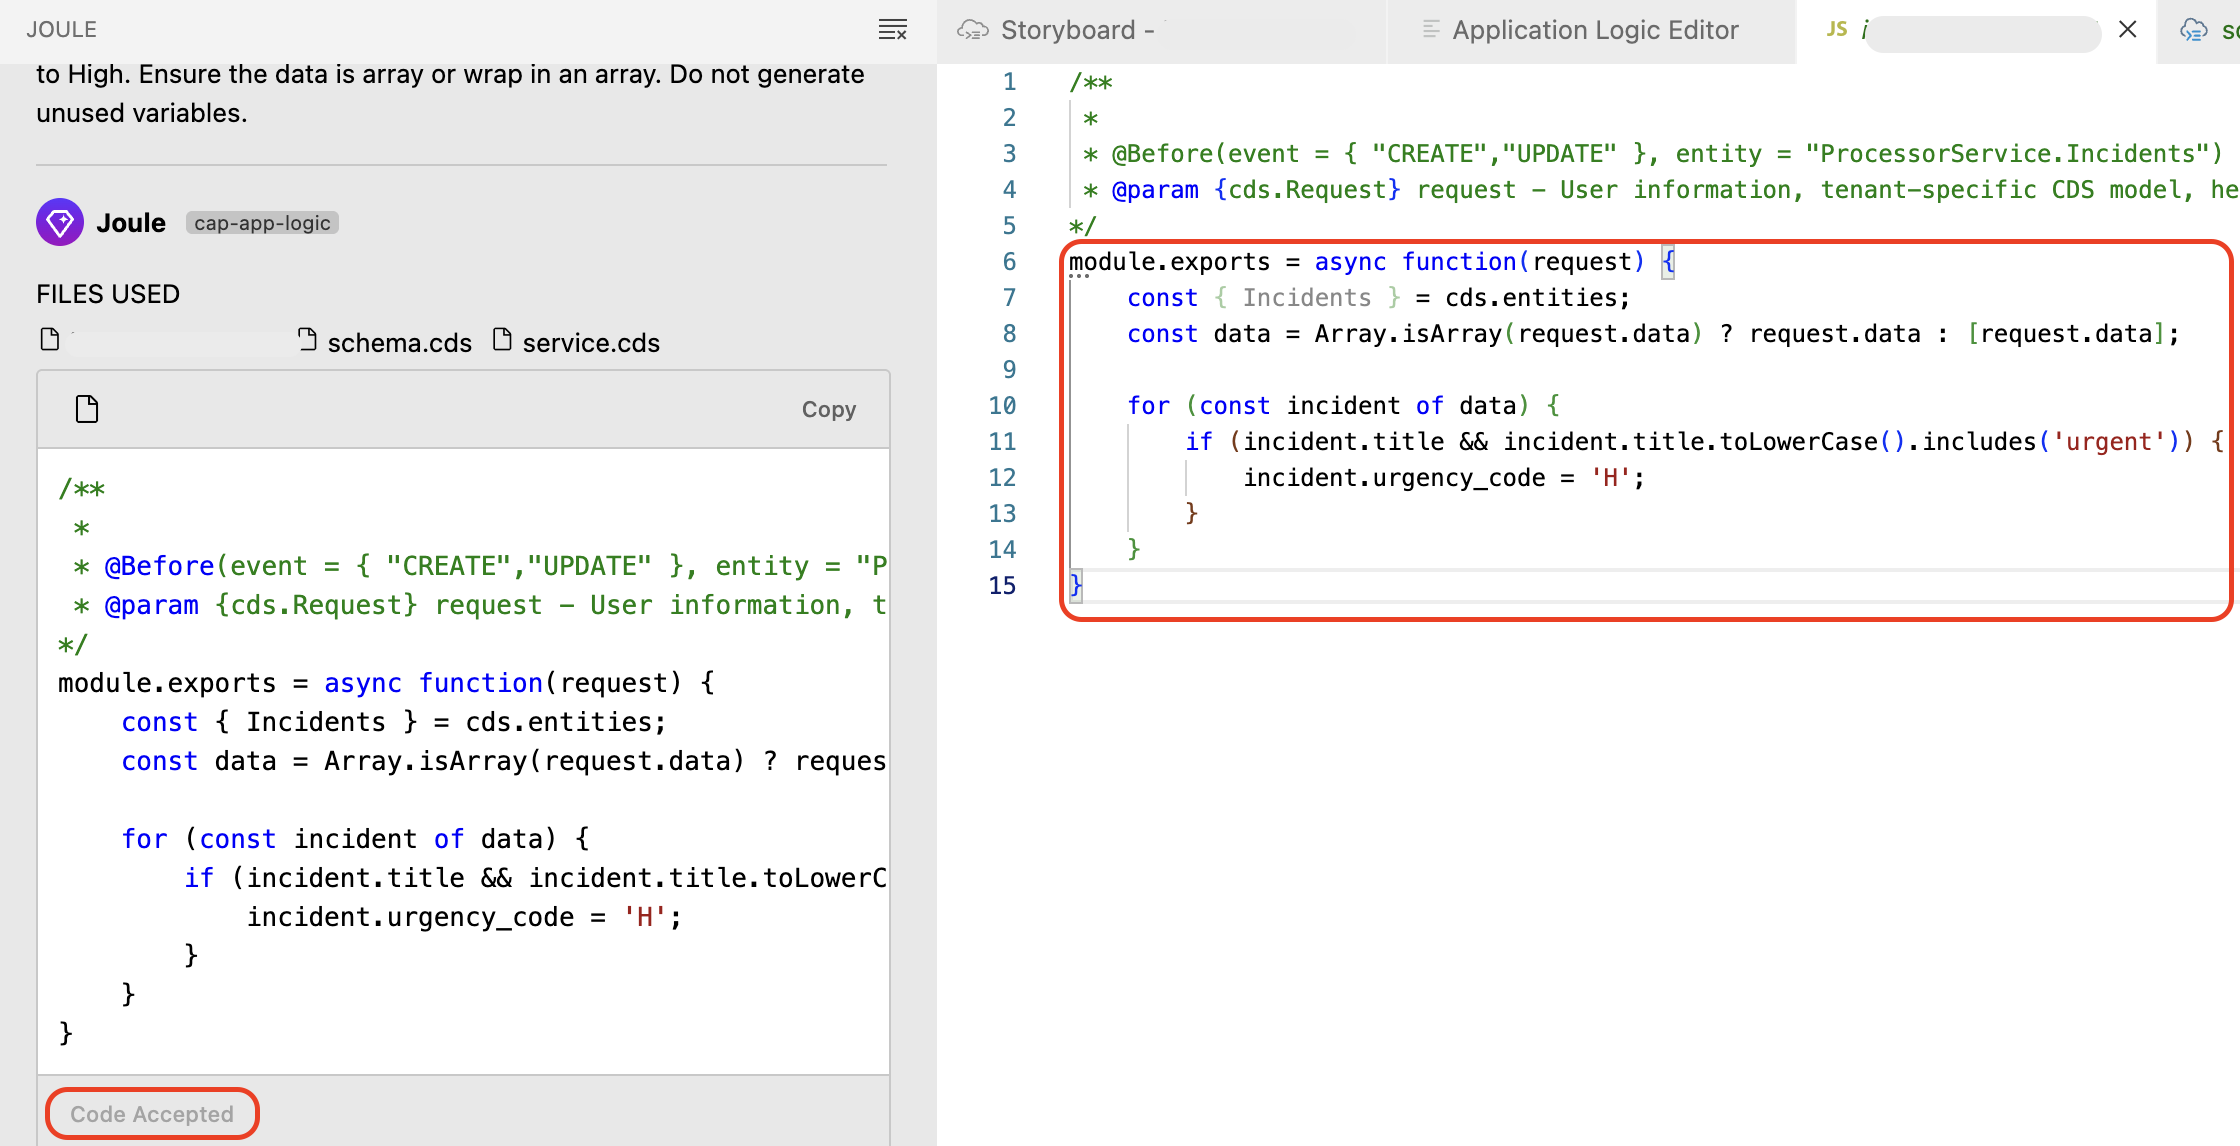 JOULE
to High. Ensure the data is array or wrap in an array. Do not generate
unused variables.
Joule cap-app-logic
FILES USED
schema.cds service.cds
Copy
/**
 *
 * @Before(event = { "CREATE","UPDATE" }, entity = "P
 * @param {cds.Request} request - User information, t
*/
module.exports = async function(request) {
    const { Incidents } = cds.entities;
    const data = Array.isArray(request.data) ? reques

    for (const incident of data) {
        if (incident.title && incident.title.toLowerC
            incident.urgency_code = 'H';
        }
    }
}
Code Accepted
Storyboard -
Application Logic Editor
JS i
1 /**
2  *
3  * @Before(event = { "CREATE","UPDATE" }, entity = "ProcessorService.Incidents")
4  * @param {cds.Request} request - User information, tenant-specific CDS model, he
5 */
6 module.exports = async function(request) {
7     const { Incidents } = cds.entities;
8     const data = Array.isArray(request.data) ? request.data : [request.data];
9
10     for (const incident of data) {
11         if (incident.title && incident.title.toLowerCase().includes('urgent')) {
12             incident.urgency_code = 'H';
13         }
14     }
15 }